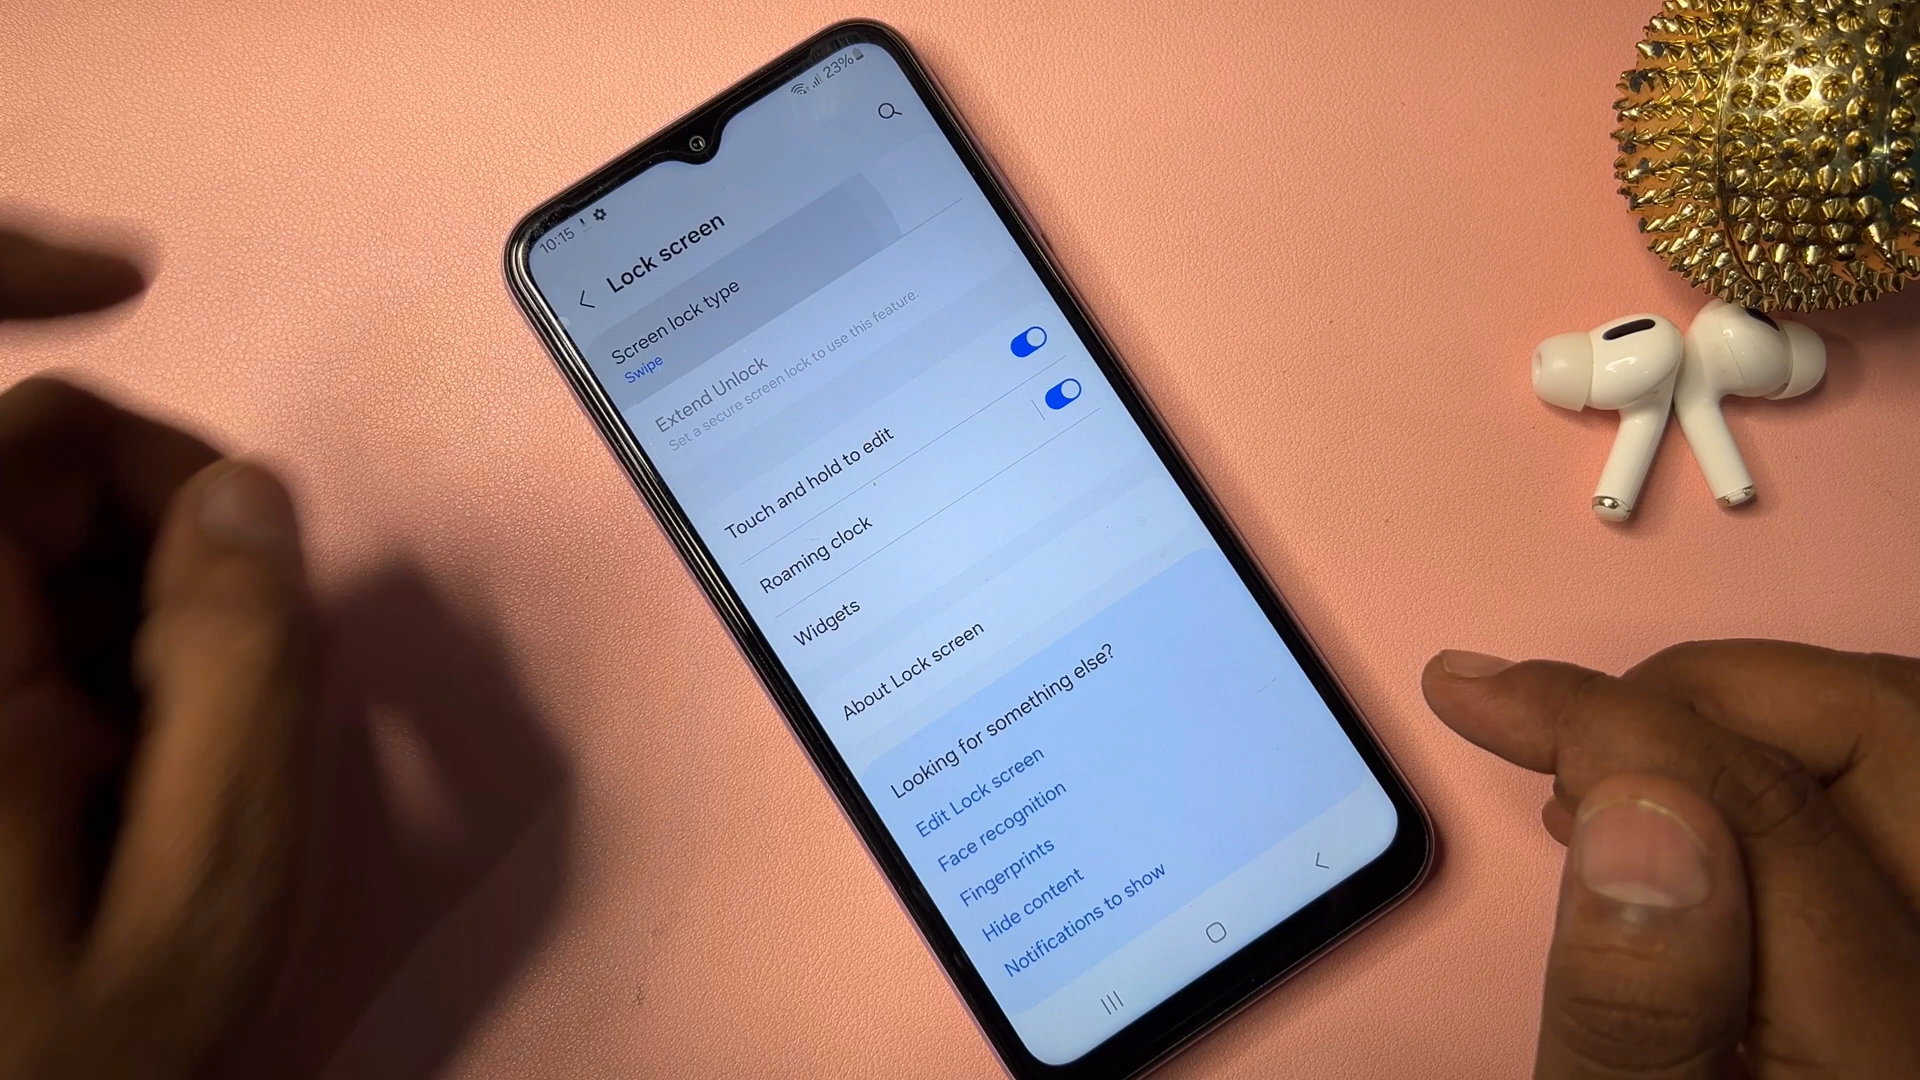 10:15
23%
Lock screen
Screen lock type
Swipe
Extend Unlock
Set a secure screen lock to use this feature.
Touch and hold to edit
Roaming clock
Widgets
About Lock screen
Looking for something else?
Edit Lock screen
Face recognition
Fingerprints
Hide content
Notifications to show